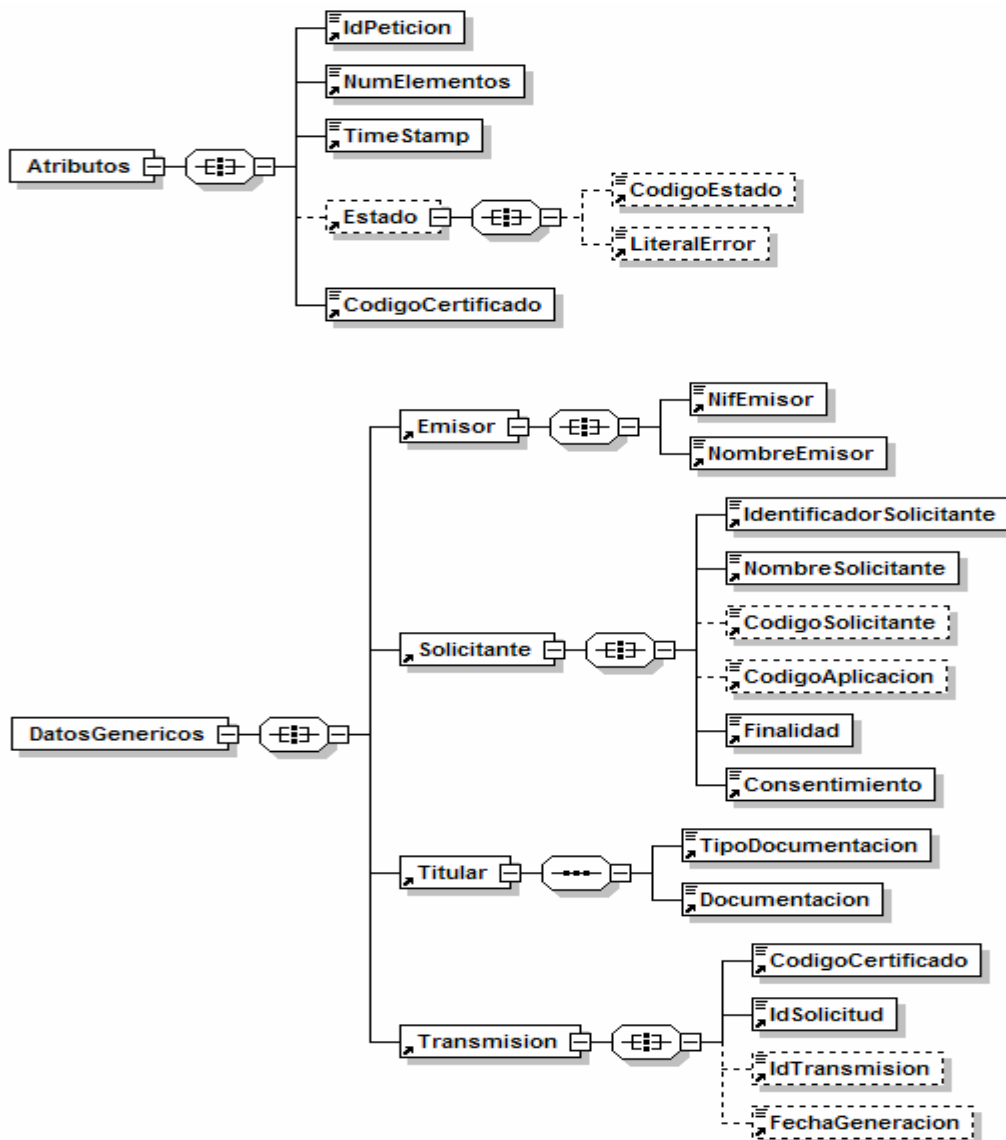 IdPeticion
NumElementos
TimeStamp
Atributos
CodigoEstado
Estado
LiteralError
CodigoCertificado
NifEmisor
Emisor
NombreEmisor
IdentificadorSolicitante
NombreSolicitante
CodigoSolicitante
Solicitante
CodigoAplicacion
DatosGenericos
Finalidad
Consentimiento
TipoDocumentacion
Titular
Documentacion
CodigoCertificado
IdSolicitud
Transmision
IdTransmision
FechaGeneracion